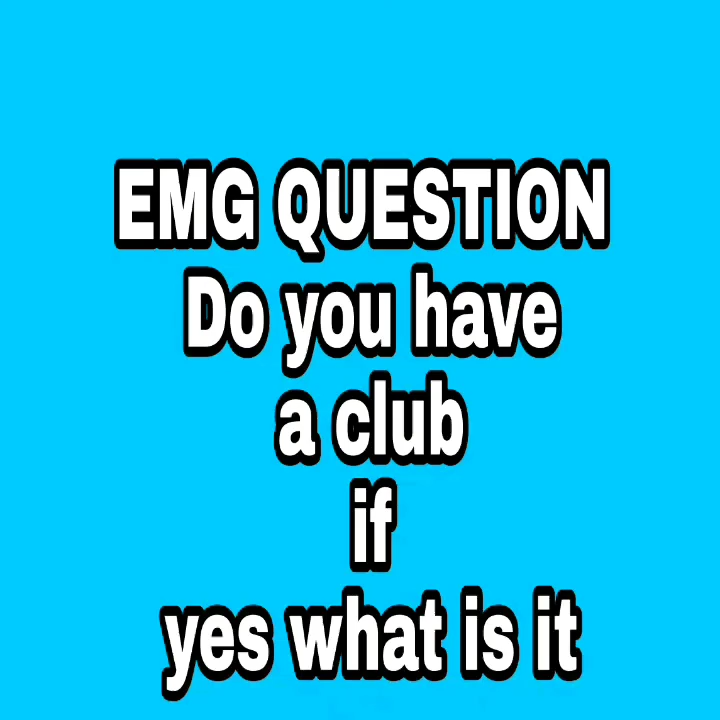 EMG QUESTION
Do you have
a club
if
yes what is it